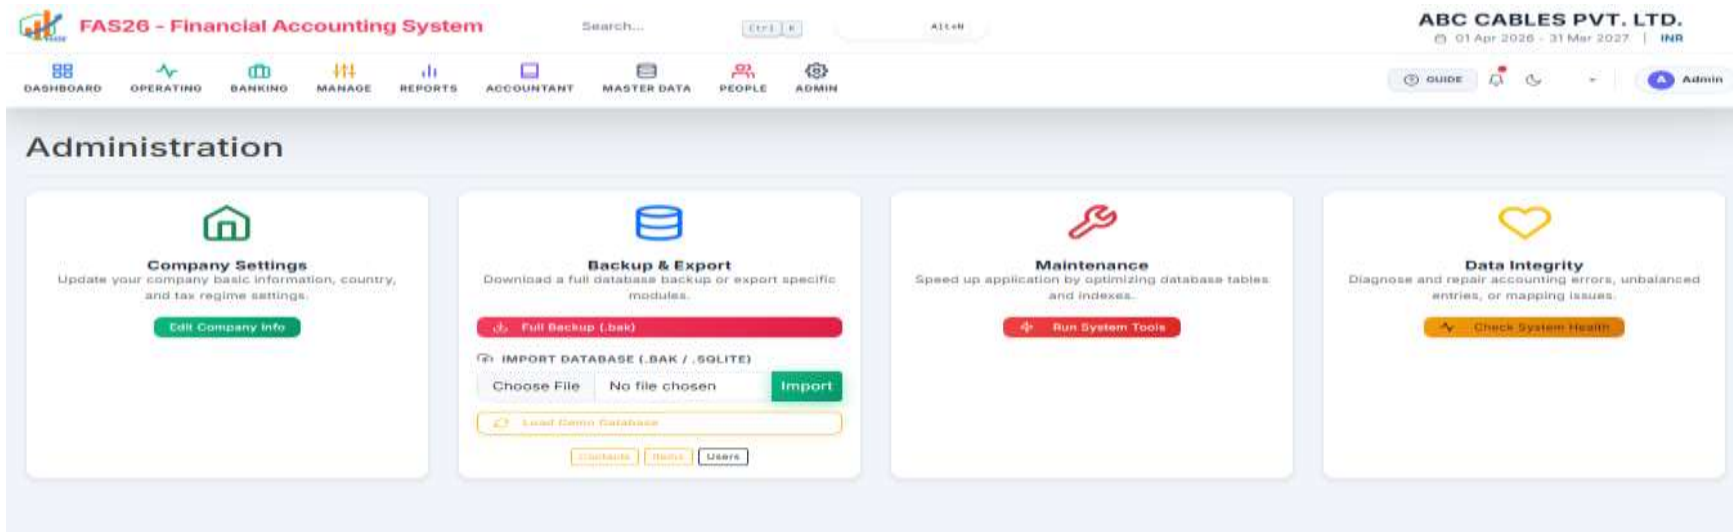 FAS26 - Financial Accounting System
Search...
Ctrl K
Alt+N
ABC CABLES PVT. LTD.
01 Apr 2026 - 31 Mar 2027 | INR
DASHBOARD OPERATING BANKING MANAGE REPORTS ACCOUNTANT MASTER DATA PEOPLE ADMIN
GUIDE
A Admin
Administration
Company Settings
Update your company basic information, country,
and tax regime settings.
Edit Company Info
Backup & Export
Download a full database backup or export specific
modules.
Full Backup (.bak)
IMPORT DATABASE (.BAK / .SQLITE)
Choose File No file chosen Import
Load Demo Database
Contacts Items Users
Maintenance
Speed up application by optimizing database tables
and indexes.
Run System Tools
Data Integrity
Diagnose and repair accounting errors, unbalanced
entries, or mapping issues.
Check System Health